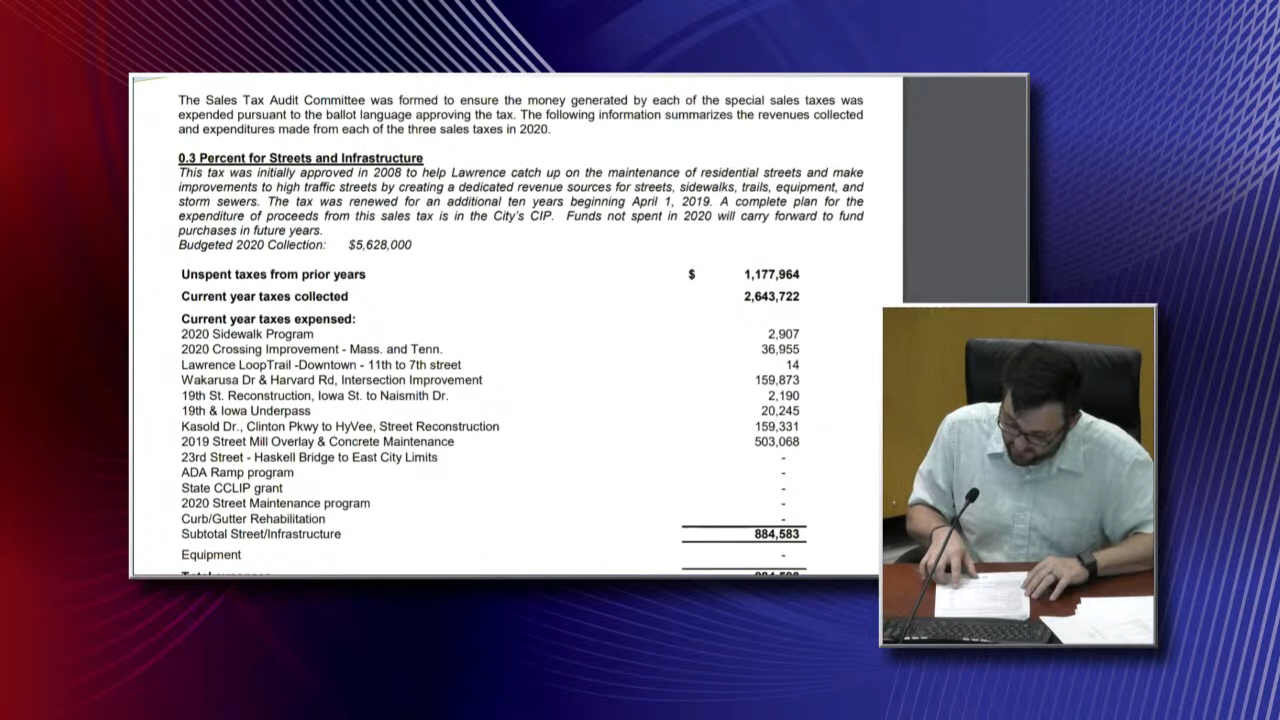 The Sales Tax Audit Committee was formed to ensure the money generated by each of the special sales taxes was
expended pursuant to the ballot language approving the tax. The following information summarizes the revenues collected
and expenditures made from each of the three sales taxes in 2020.
0.3 Percent for Streets and Infrastructure
This tax was initially approved in 2008 to help Lawrence catch up on the maintenance of residential streets and make
improvements to high traffic streets by creating a dedicated revenue sources for streets, sidewalks, trails, equipment, and
storm sewers. The tax was renewed for an additional ten years beginning April 1, 2019. A complete plan for the
expenditure of proceeds from this sales tax is in the City's CIP. Funds not spent in 2020 will carry forward to fund
purchases in future years.
Budgeted 2020 Collection: $5,628,000
Unspent taxes from prior years $ 1,177,964
Current year taxes collected 2,643,722
Current year taxes expensed:
2020 Sidewalk Program 2,907
2020 Crossing Improvement - Mass. and Tenn. 36,955
Lawrence LoopTrail -Downtown - 11th to 7th street 14
Wakarusa Dr & Harvard Rd, Intersection Improvement 159,873
19th St. Reconstruction, Iowa St. to Naismith Dr. 2,190
19th & Iowa Underpass 20,245
Kasold Dr., Clinton Pkwy to HyVee, Street Reconstruction 159,331
2019 Street Mill Overlay & Concrete Maintenance 503,068
23rd Street - Haskell Bridge to East City Limits -
ADA Ramp program -
State CCLIP grant -
2020 Street Maintenance program -
Curb/Gutter Rehabilitation -
Subtotal Street/Infrastructure 884,583
Equipment -